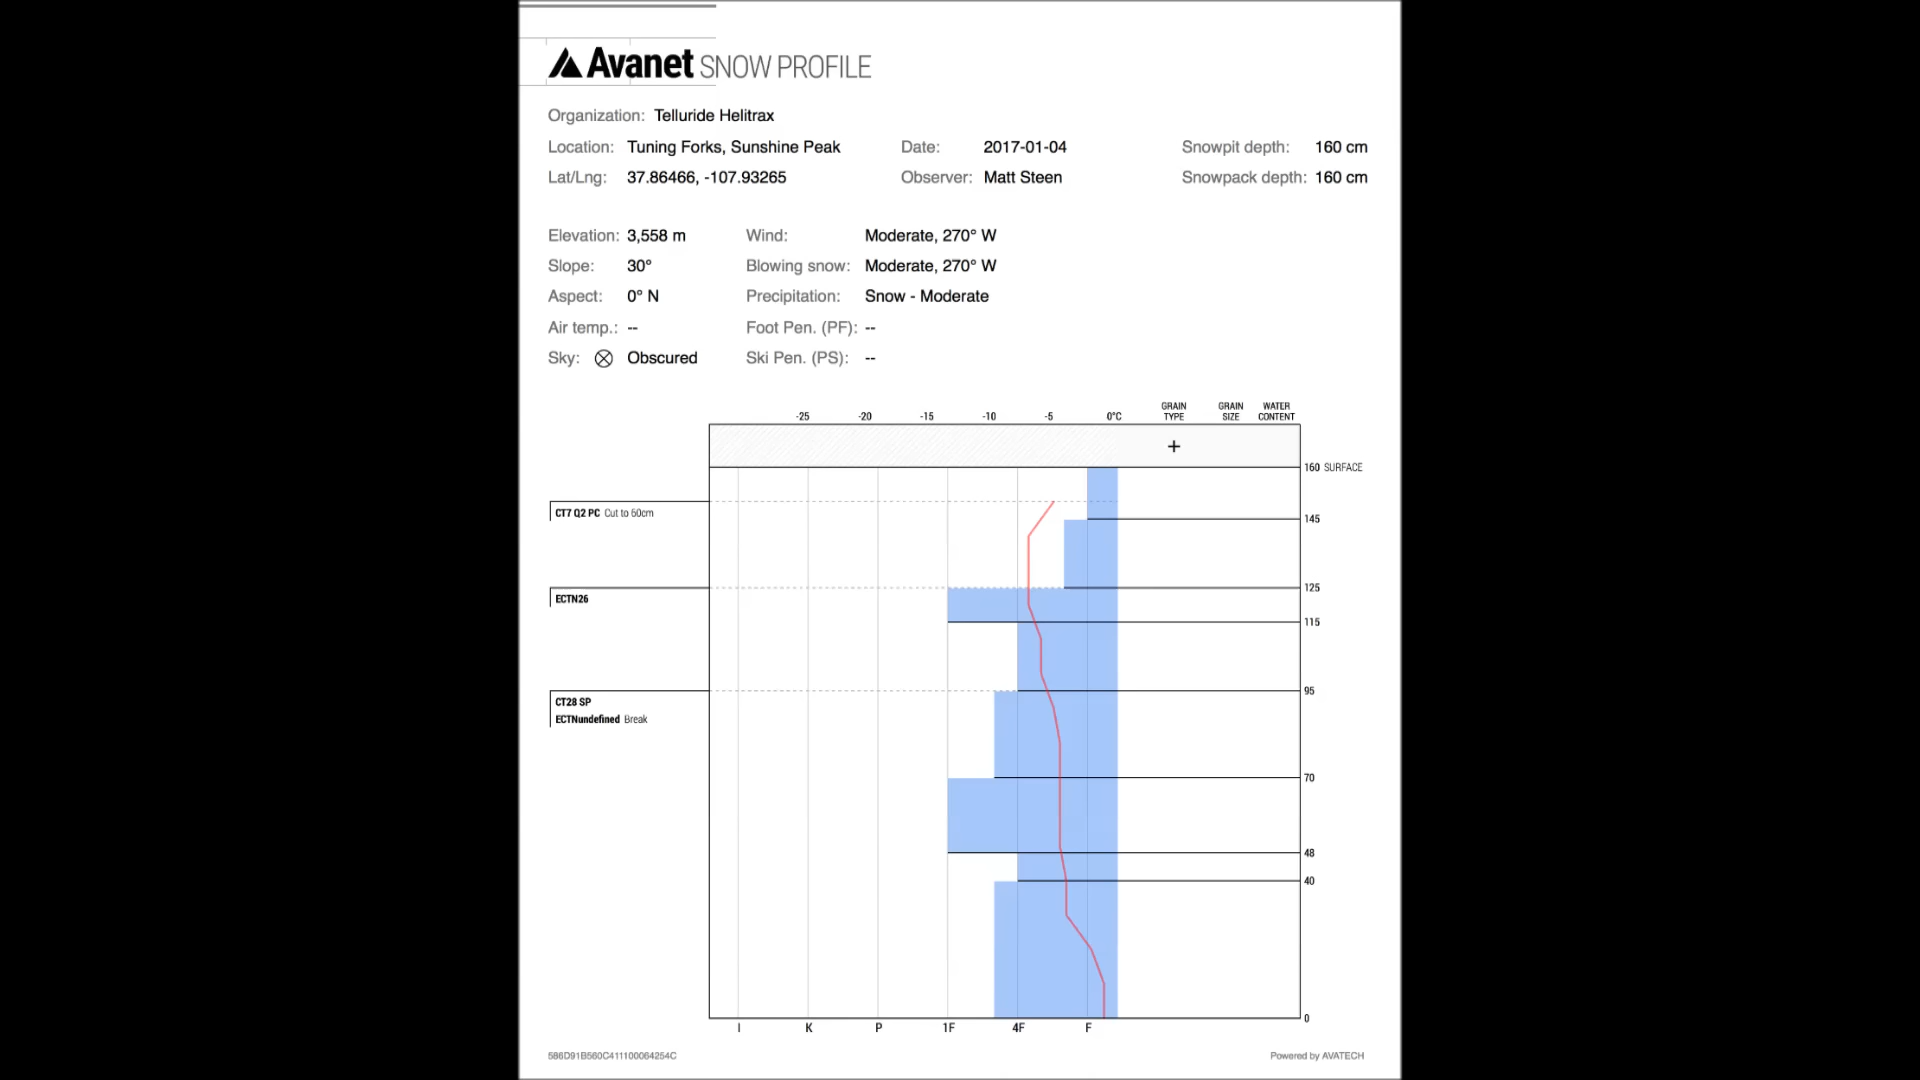 Avanet SNOW PROFILE
Organization: Telluride Helitrax
Location: Tuning Forks, Sunshine Peak Date: 2017-01-04 Snowpit depth: 160 cm
Lat/Lng: 37.86466, -107.93265 Observer: Matt Steen Snowpack depth: 160 cm
Elevation: 3,558 m Wind: Moderate, 270° W
Slope: 30° Blowing snow: Moderate, 270° W
Aspect: 0° N Precipitation: Snow - Moderate
Air temp.: -- Foot Pen. (PF): --
Sky: Obscured Ski Pen. (PS): --
GRAIN GRAIN WATER
-25 -20 -15 -10 -5 0°C TYPE SIZE CONTENT
+
160 SURFACE
CT7 Q2 PC Cut to 60cm
145
125
ECTN26
115
95
CT28 SP
ECTNundefined Break
70
48
40
0
I K P 1F 4F F
586D91B560C411100064254C Powered by AVATECH